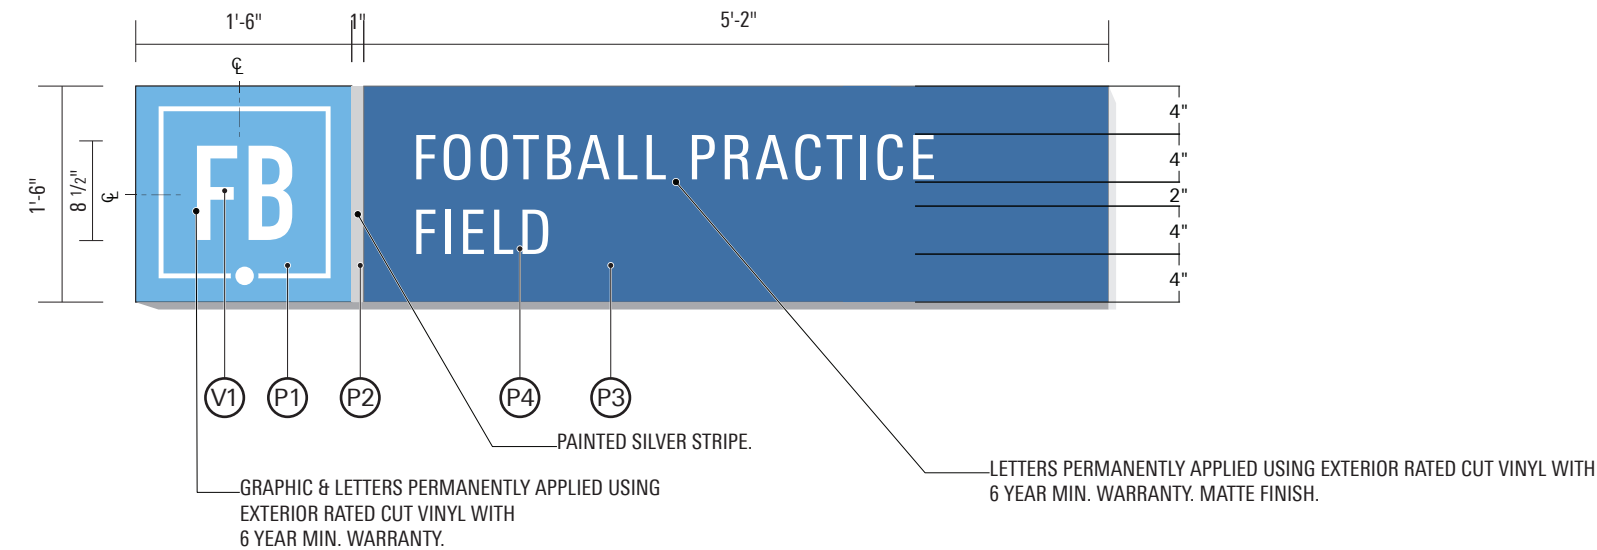 1'-6"
1"
5'-2"
℄
1'-6"
8 1/2"
℄
FB
FOOTBALL PRACTICE
FIELD
4"
4"
2"
4"
4"
V1
P1
P2
P4
P3
PAINTED SILVER STRIPE.
GRAPHIC & LETTERS PERMANENTLY APPLIED USING
EXTERIOR RATED CUT VINYL WITH
6 YEAR MIN. WARRANTY.
LETTERS PERMANENTLY APPLIED USING EXTERIOR RATED CUT VINYL WITH
6 YEAR MIN. WARRANTY. MATTE FINISH.